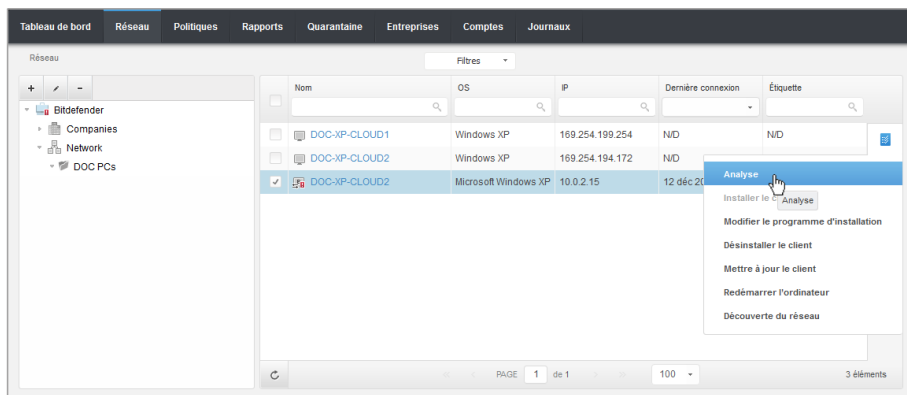 Tableau de bord Réseau Politiques Rapports Quarantaine Entreprises Comptes Journaux
Réseau
Filtres
Nom OS IP Dernière connexion Étiquette
Bitdefender
Companies
Network
DOC PCs
DOC-XP-CLOUD1 Windows XP 169.254.199.254 N/D N/D
DOC-XP-CLOUD2 Windows XP 169.254.194.172 N/D
DOC-XP-CLOUD2 Microsoft Windows XP 10.0.2.15 12 déc 20
Analyse
Installer le c
Analyse
Modifier le programme d'installation
Désinstaller le client
Mettre à jour le client
Redémarrer l'ordinateur
Découverte du réseau
PAGE 1 de 1 100 3 éléments